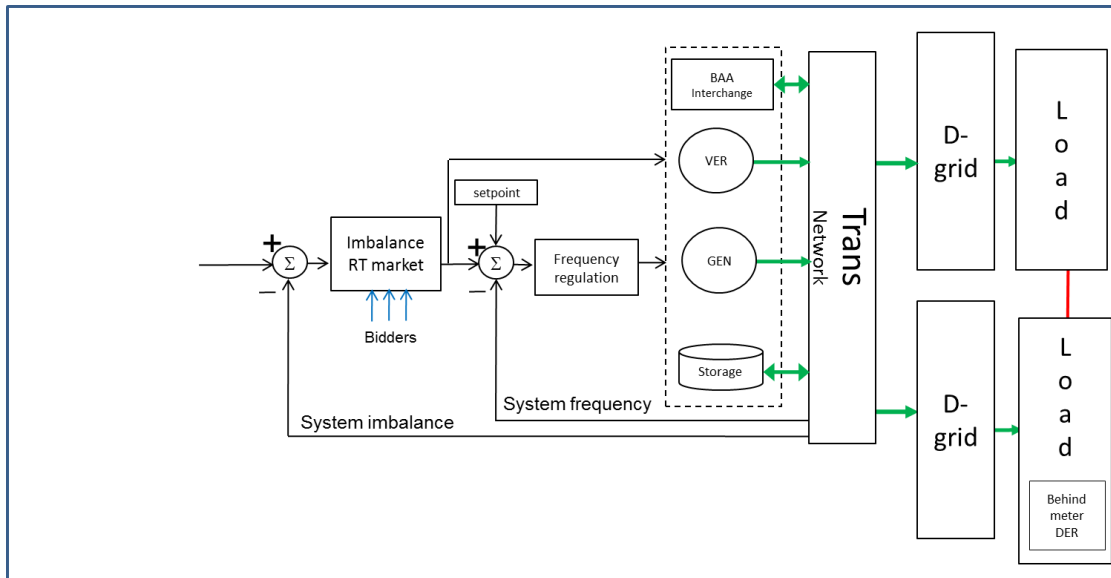 BAA
Interchange
VER
setpoint
+
Σ
−
Imbalance
RT market
+
Σ
−
Frequency
regulation
GEN
Bidders
Storage
System frequency
System imbalance
Trans
Network
D-
grid
L
o
a
d
D-
grid
L
o
a
d
Behind
meter
DER